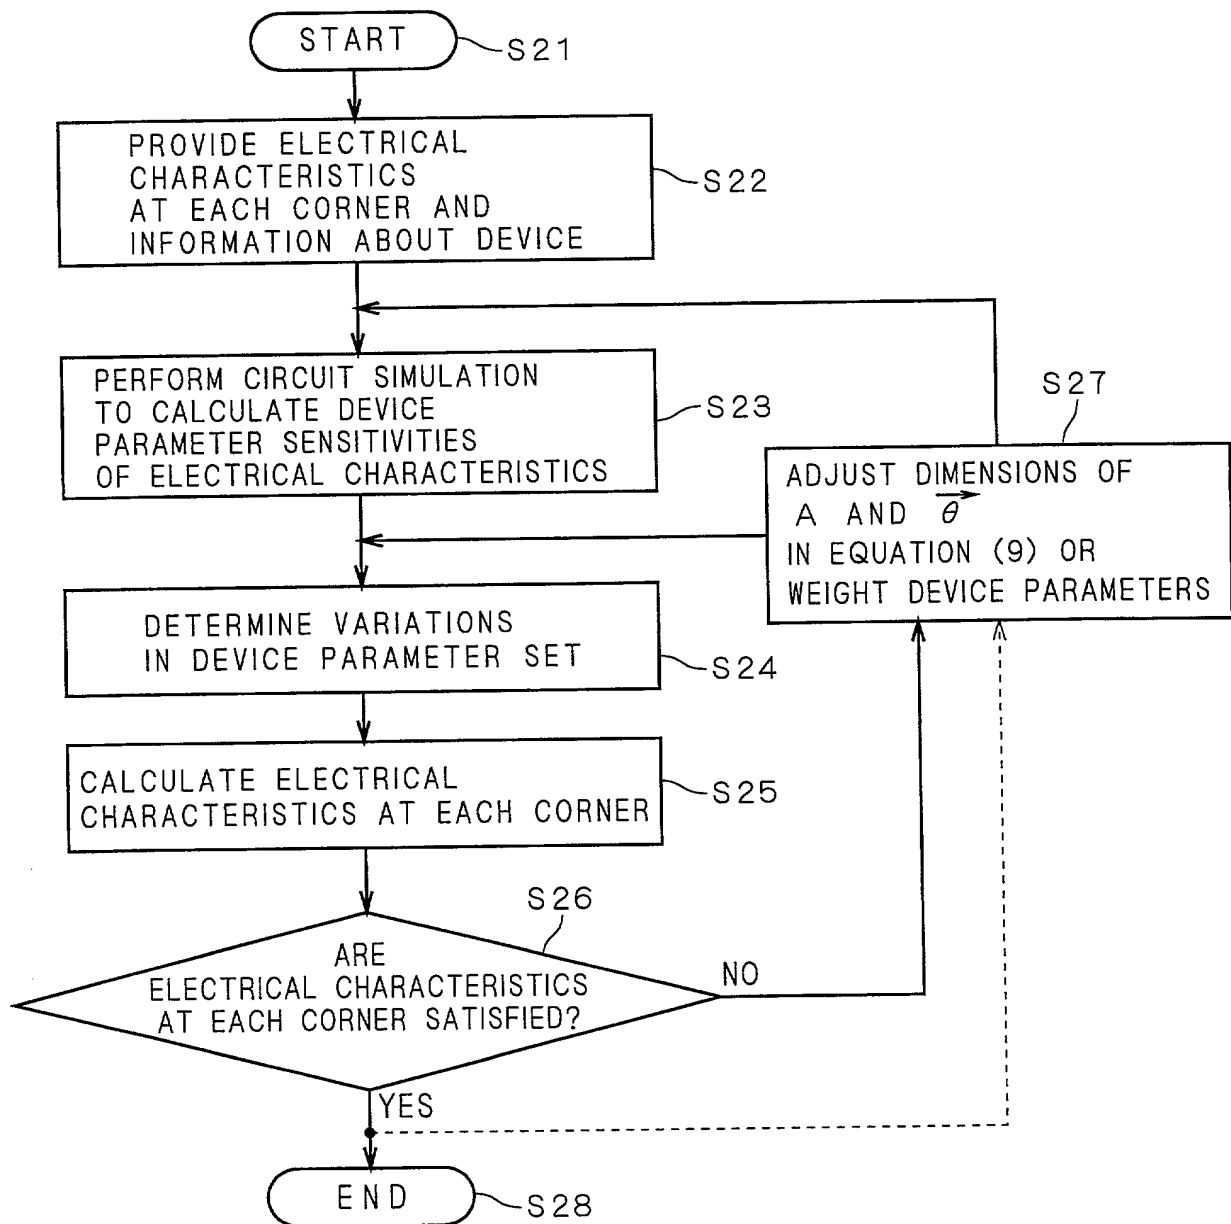 START
S21
PROVIDE ELECTRICAL
CHARACTERISTICS
AT EACH CORNER AND
INFORMATION ABOUT DEVICE
S22
PERFORM CIRCUIT SIMULATION
TO CALCULATE DEVICE
PARAMETER SENSITIVITIES
OF ELECTRICAL CHARACTERISTICS
S23
S27
ADJUST DIMENSIONS OF
A AND θ⃗
IN EQUATION (9) OR
WEIGHT DEVICE PARAMETERS
DETERMINE VARIATIONS
IN DEVICE PARAMETER SET
S24
CALCULATE ELECTRICAL
CHARACTERISTICS AT EACH CORNER
S25
S26
ARE
ELECTRICAL CHARACTERISTICS
AT EACH CORNER SATISFIED?
NO
YES
END
S28